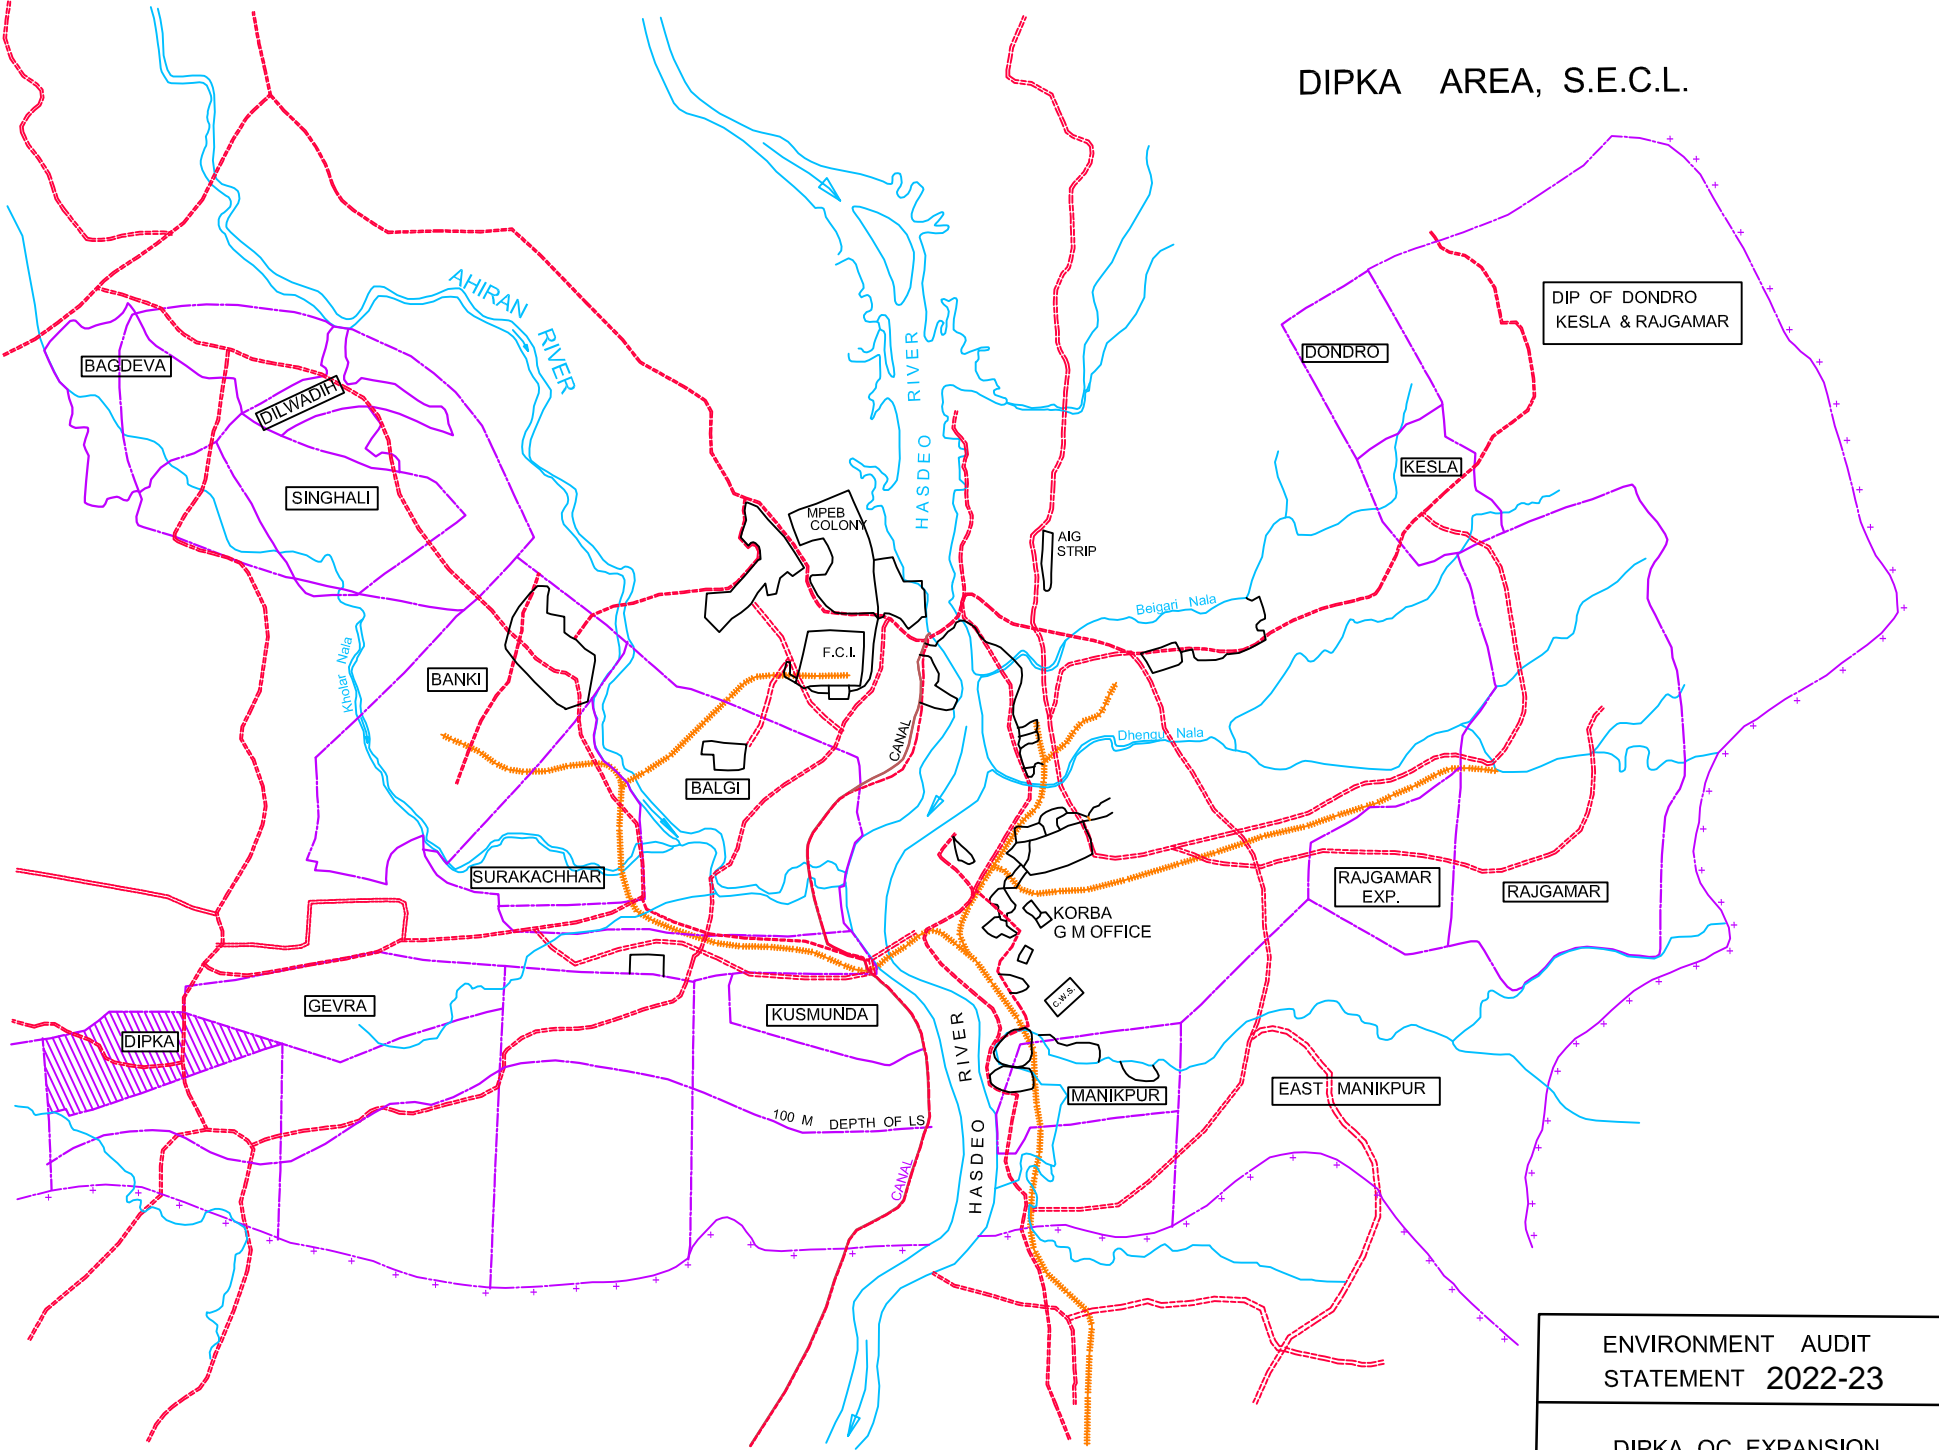 DIPKA AREA, S.E.C.L.
AHIRAN RIVER
DIP OF DONDRO
KESLA & RAJGAMAR
HASDEO RIVER
DONDRO
BAGDEVA
DILWADIH
KESLA
SINGHALI
MPEB
COLONY
AIG
STRIP
Beigari Nala
F.C.I.
Kholar Nala
BANKI
CANAL
Dhengur Nala
BALGI
SURAKACHHAR
RAJGAMAR
EXP.
RAJGAMAR
KORBA
G M OFFICE
C.W.S.
GEVRA
KUSMUNDA
DIPKA
HASDEO RIVER
MANIKPUR
EAST MANIKPUR
100 M DEPTH OF LS
CANAL
ENVIRONMENT AUDIT
STATEMENT 2022-23
DIPKA OC EXPANSION